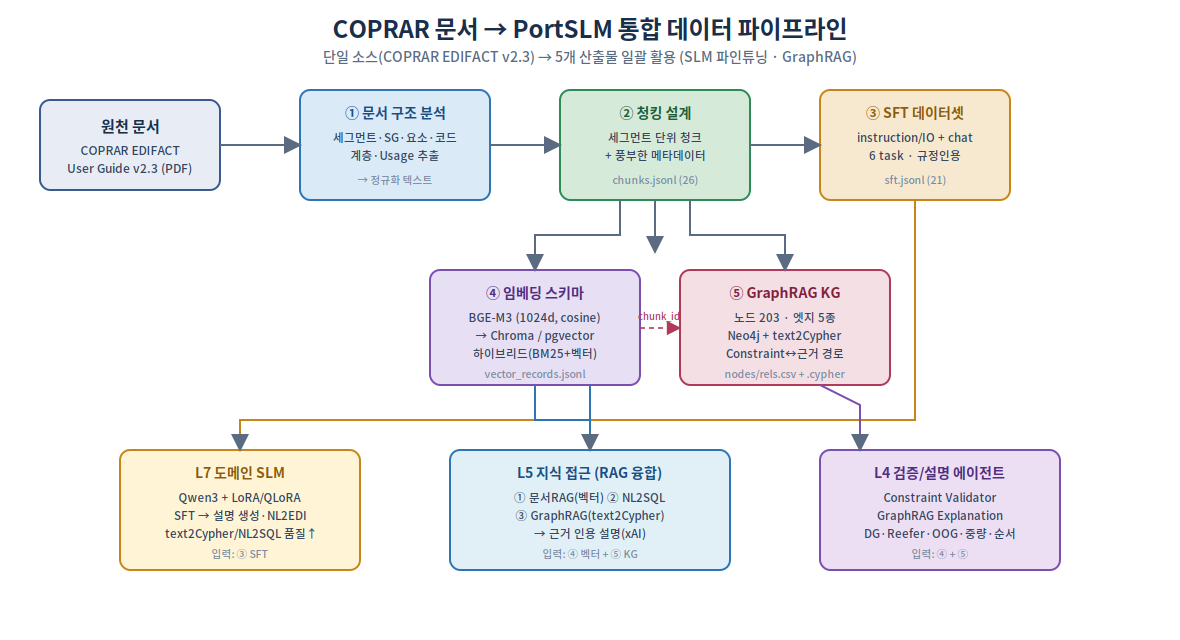 COPRAR 문서 → PortSLM 통합 데이터 파이프라인
단일 소스(COPRAR EDIFACT v2.3) → 5개 산출물 일괄 활용 (SLM 파인튜닝 · GraphRAG)
원천 문서
COPRAR EDIFACT
User Guide v2.3 (PDF)
① 문서 구조 분석
세그먼트·SG·요소·코드
계층·Usage 추출
→ 정규화 텍스트
② 청킹 설계
세그먼트 단위 청크
+ 풍부한 메타데이터
chunks.jsonl (26)
③ SFT 데이터셋
instruction/IO + chat
6 task · 규정인용
sft.jsonl (21)
④ 임베딩 스키마
BGE-M3 (1024d, cosine)
→ Chroma / pgvector
하이브리드(BM25+벡터)
vector_records.jsonl
chunk_id
⑤ GraphRAG KG
노드 203 · 엣지 5종
Neo4j + text2Cypher
Constraint↔근거 경로
nodes/rels.csv + .cypher
L7 도메인 SLM
Qwen3 + LoRA/QLoRA
SFT → 설명 생성·NL2EDI
text2Cypher/NL2SQL 품질↑
입력: ③ SFT
L5 지식 접근 (RAG 융합)
① 문서RAG(벡터) ② NL2SQL
③ GraphRAG(text2Cypher)
→ 근거 인용 설명(xAI)
입력: ④ 벡터 + ⑤ KG
L4 검증/설명 에이전트
Constraint Validator
GraphRAG Explanation
DG·Reefer·OOG·중량·순서
입력: ④ + ⑤